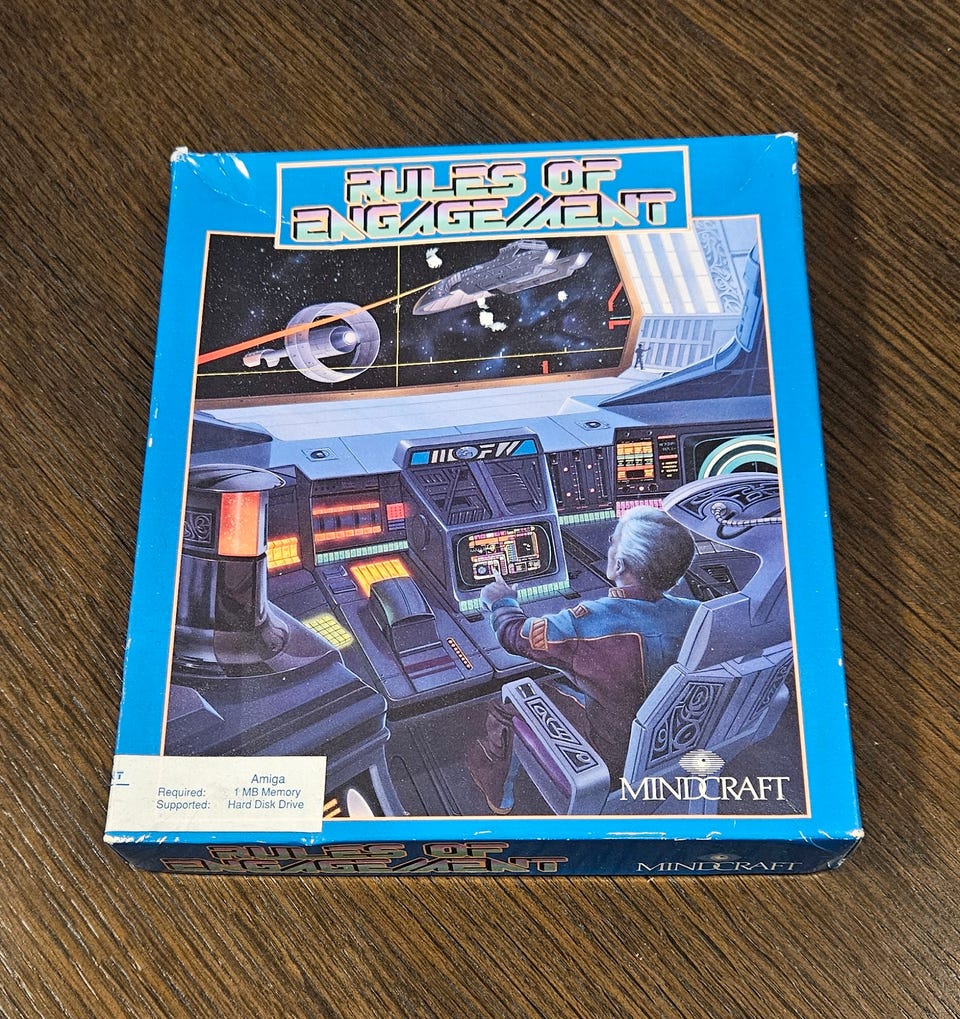 RULES OF
ENGAGEMENT
MINDCRAFT
Amiga
Required: 1 MB Memory
Supported: Hard Disk Drive
RULES OF
ENGAGEMENT
MINDCRAFT